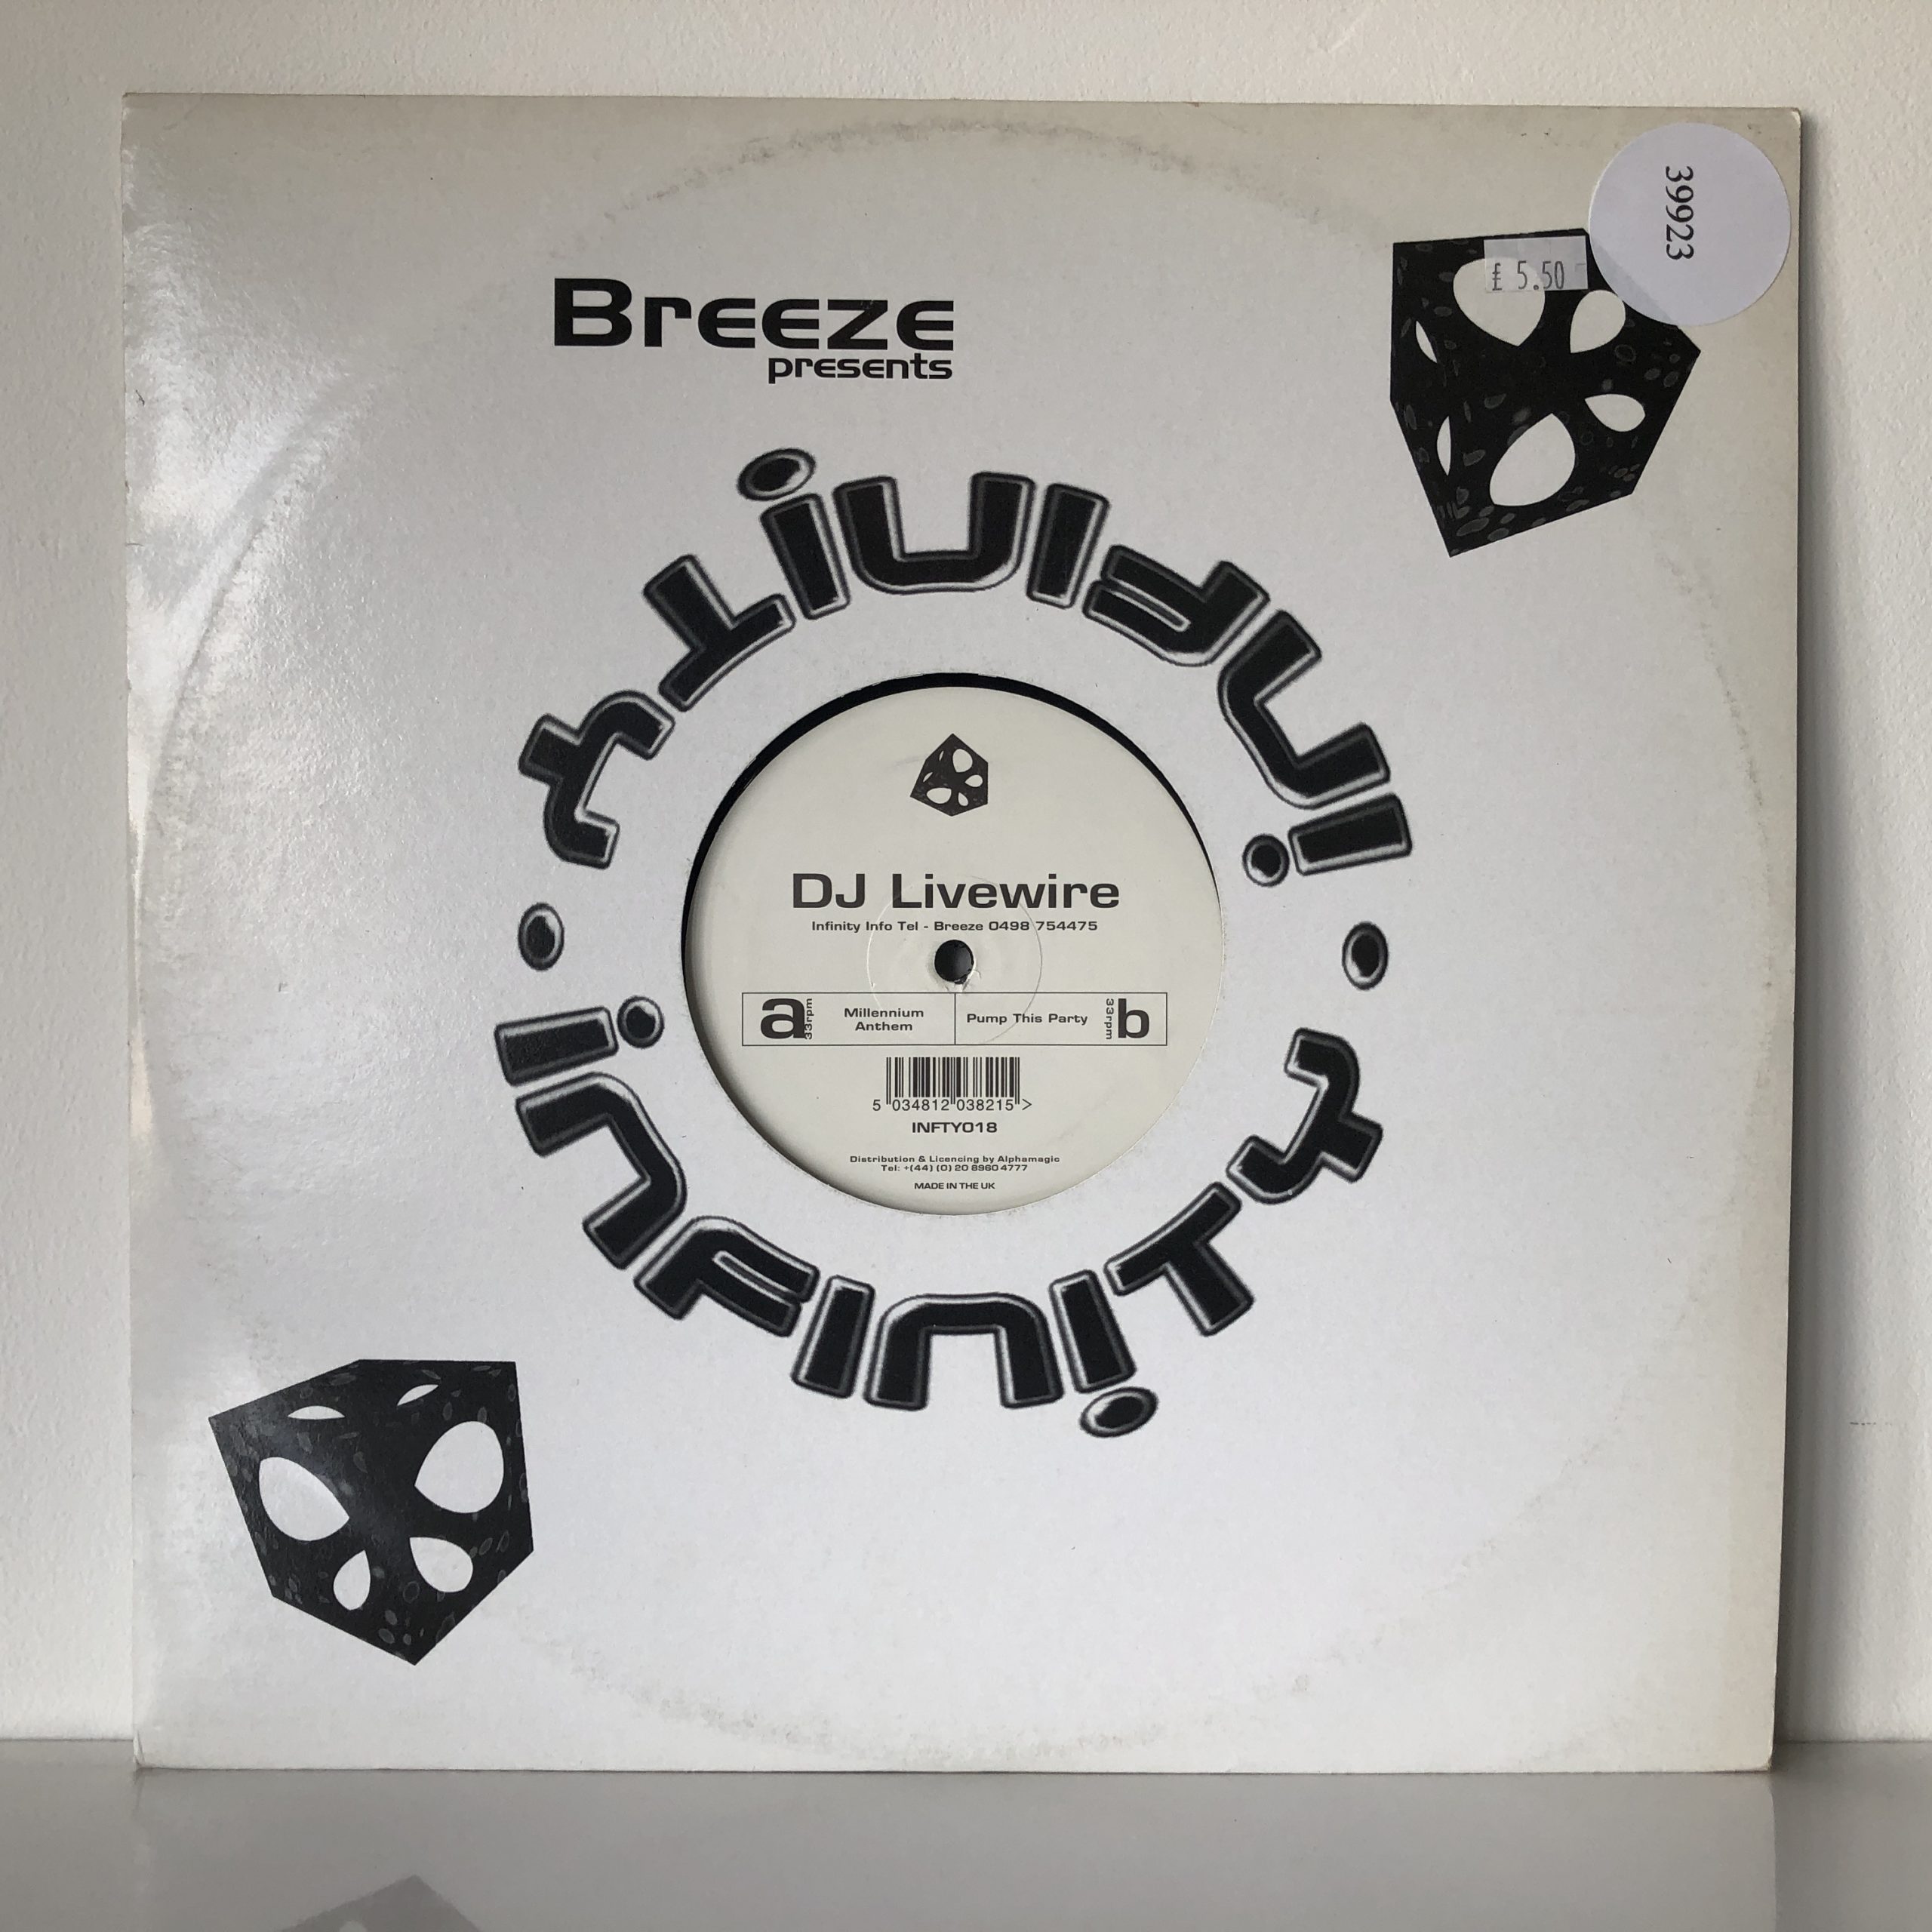 39923
£ 5.50
Breeze
presents
infinity
infinity
DJ Livewire
Infinity Info Tel - Breeze 0498 754475
a
33rpm
Millennium
Anthem
Pump This Party
33rpm
b
5 034812 038215 >
INFTY018
Distribution & Licencing by Alphamagic
Tel: +(44) (0) 20 8960 4777
MADE IN THE UK